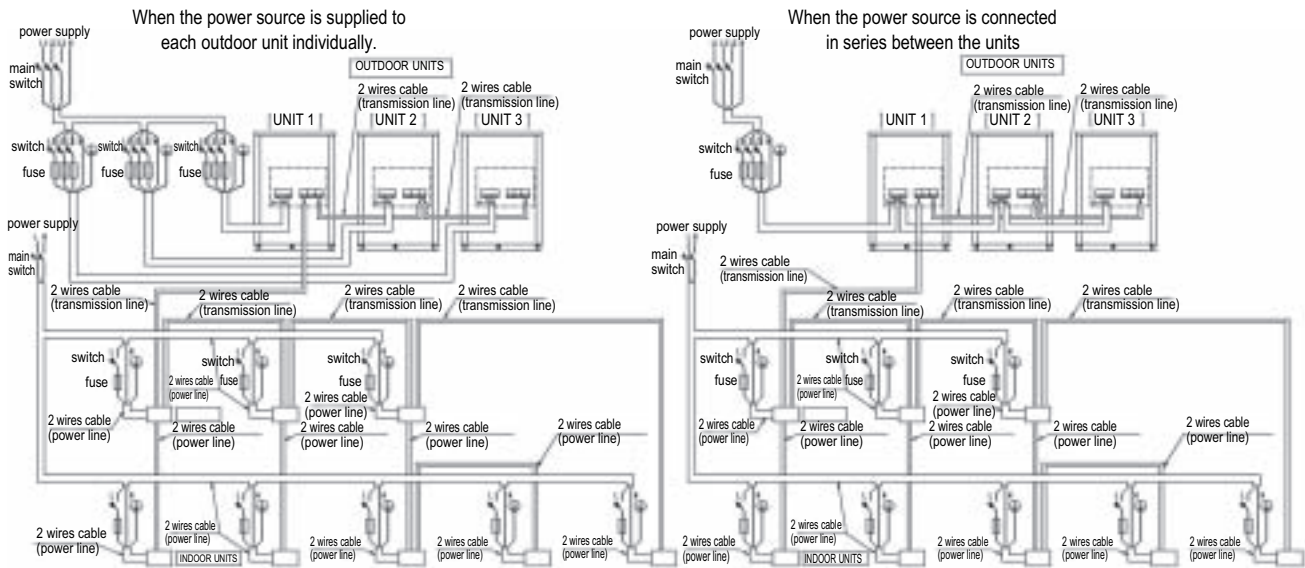 When the power source is supplied to
each outdoor unit individually.
power supply
main
switch
OUTDOOR UNITS
2 wires cable
(transmission line)
2 wires cable
(transmission line)
UNIT 1
UNIT 2
UNIT 3
switch
switch
switch
fuse
fuse
fuse
power supply
main
switch
2 wires cable
(transmission line)
2 wires cable
(transmission line)
2 wires cable
(transmission line)
2 wires cable
(transmission line)
switch
switch
switch
fuse
2 wires cable
(power line)
fuse
fuse
2 wires cable
(power line)
2 wires cable
(power line)
2 wires cable
(power line)
2 wires cable
(power line)
2 wires cable
(power line)
2 wires cable
(power line)
2 wires cable
(power line)
2 wires cable
(power line)
INDOOR UNITS
2 wires cable
(power line)
2 wires cable
(power line)
2 wires cable
(power line)
When the power source is connected
in series between the units
power supply
main
switch
OUTDOOR UNITS
2 wires cable
(transmission line)
2 wires cable
(transmission line)
UNIT 1
UNIT 2
UNIT 3
switch
fuse
power supply
main
switch
2 wires cable
(transmission line)
2 wires cable
(transmission line)
2 wires cable
(transmission line)
2 wires cable
(transmission line)
switch
switch
switch
fuse
2 wires cable
(power line)
fuse
fuse
2 wires cable
(power line)
2 wires cable
(power line)
2 wires cable
(power line)
2 wires cable
(power line)
2 wires cable
(power line)
2 wires cable
(power line)
2 wires cable
(power line)
2 wires cable
(power line)
INDOOR UNITS
2 wires cable
(power line)
2 wires cable
(power line)
2 wires cable
(power line)